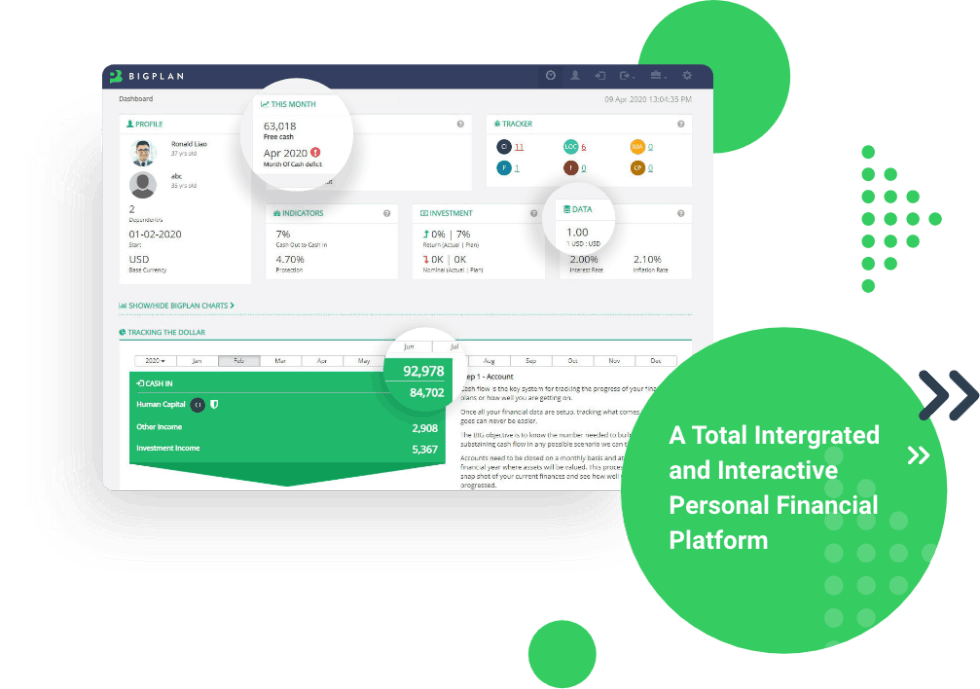 BIGPLAN
Dashboard
09 Apr 2020 13:04:35 PM
PROFILE
Ronald Liao
37 yrs old
abc
35 yrs old
2
Dependents
01-02-2020
Start
USD
Base Currency
THIS MONTH
63,018
Free cash
Apr 2020
Month Of Cash deficit
TRACKER
CI 11
LOC 6
0
F 1
F 0
CP 0
INDICATORS
7%
Cash Out to Cash In
4.70%
Protection
INVESTMENT
0% | 7%
Return (Actual | Plan)
0K | 0K
Nominal (Actual | Plan)
DATA
1.00
1 USD : USD
2.00%
Interest Rate
2.10%
Inflation Rate
SHOW/HIDE BIGPLAN CHARTS
TRACKING THE DOLLAR
2020 Jan Feb Mar Apr May Jun Jul Aug Sep Oct Nov Dec
CASH IN
92,978
Human Capital CI 84,702
Other Income 2,908
Investment Income 5,367
ep 1 - Account
Cash flow is the key system for tracking the progress of your fina
plans or how well you are getting on.
Once all your financial data are setup, tracking what comes
goes can never be easier.
The BIG objective is to know the number needed to buil
substaining cash flow in any possible scenario we can t
Accounts need to be closed on a monthly basis and at
financial year where assets will be valued. This proces
snap shot of your current finances and see how well
progressed.
A Total Intergrated
and Interactive
Personal Financial
Platform